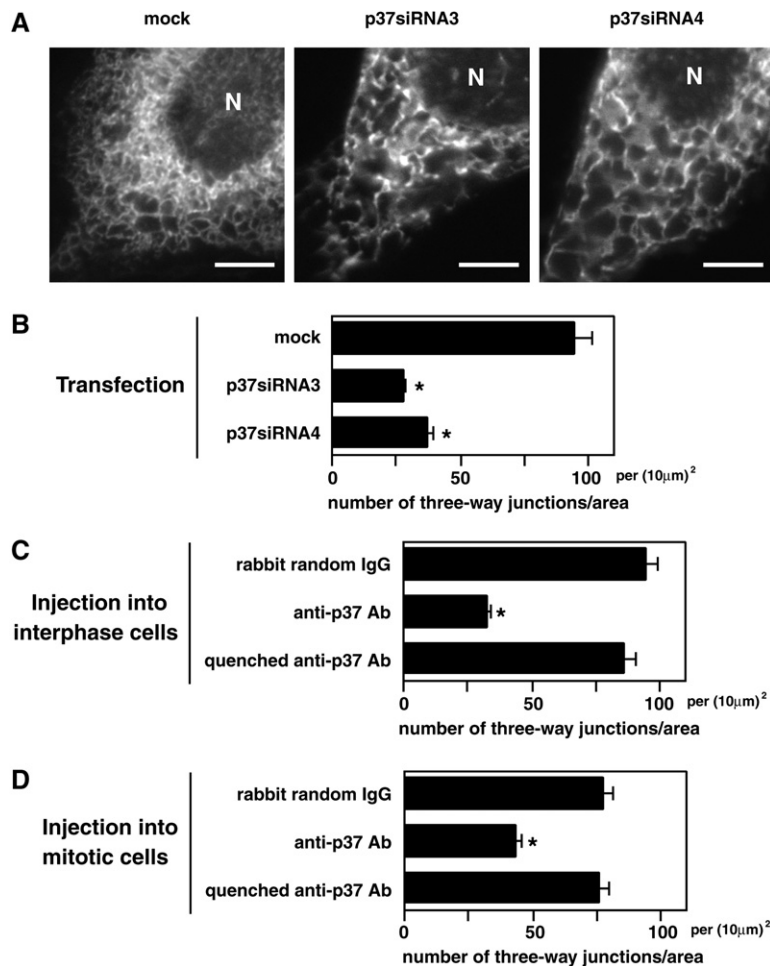 A
mock
p37siRNA3
p37siRNA4
N
N
N
B
Transfection
mock
p37siRNA3
*
p37siRNA4
*
0
50
100
per (10μm)²
number of three-way junctions/area
C
Injection into
interphase cells
rabbit random IgG
anti-p37 Ab
*
quenched anti-p37 Ab
0
50
100
per (10μm)²
number of three-way junctions/area
D
Injection into
mitotic cells
rabbit random IgG
anti-p37 Ab
*
quenched anti-p37 Ab
0
50
100
per (10μm)²
number of three-way junctions/area